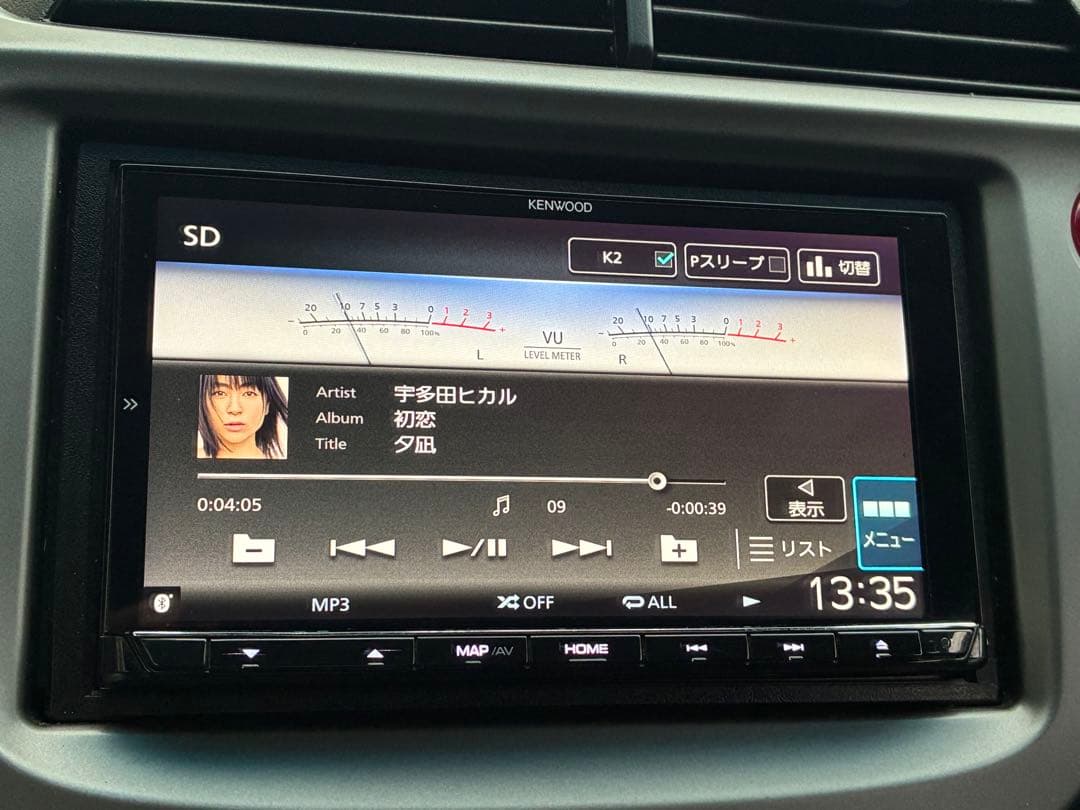 KENWOOD
SD
K2
Pスリープ
切替
20 10 7 5 3 0 1 2 3
- +
0 20 40 60 80 100%
L
VU
LEVEL METER
20 10 7 5 3 0 1 2 3
- +
0 20 40 60 80 100%
R
Artist 宇多田ヒカル
Album 初恋
Title 夕凪
0:04:05
09
-0:00:39
表示
メニュー
リスト
MP3
OFF
ALL
13:35
MAP/AV
HOME